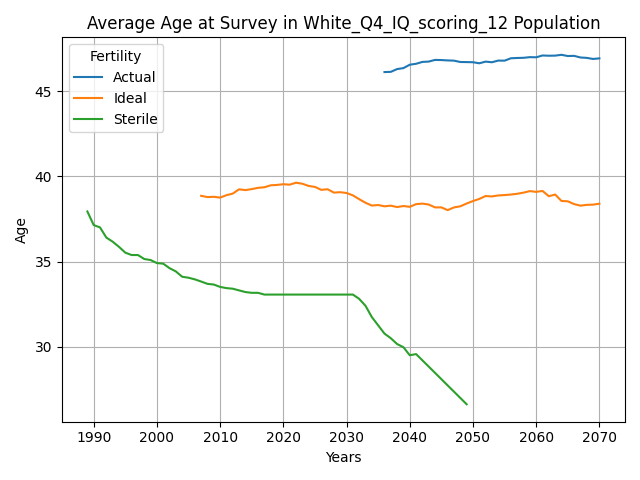 Average Age at Survey in White_Q4_IQ_scoring_12 Population
Fertility
Actual
Ideal
Sterile
45
40
35
30
Age
1990 2000 2010 2020 2030 2040 2050 2060 2070
Years